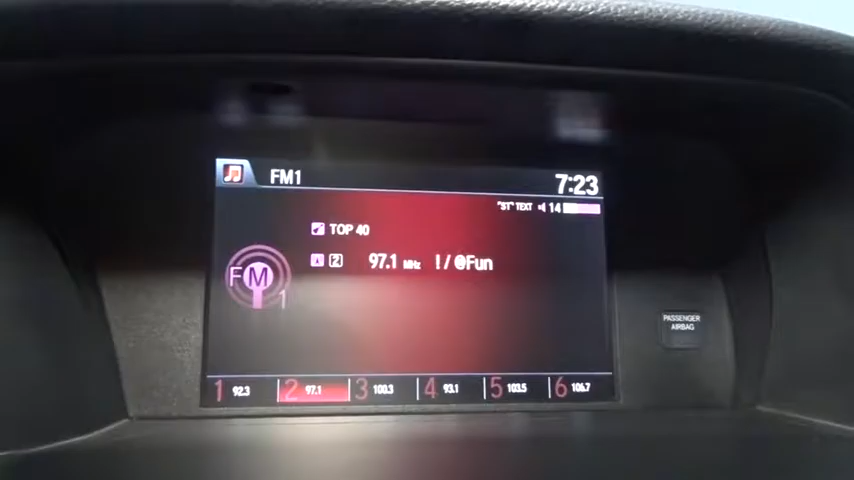 FM1 7:23
"ST" TEXT 14
TOP 40
2 97.1 MHz !/@Fun
FM
1
1 92.3 2 97.1 3 100.3 4 93.1 5 103.5 6 106.7
PASSENGER
AIRBAG